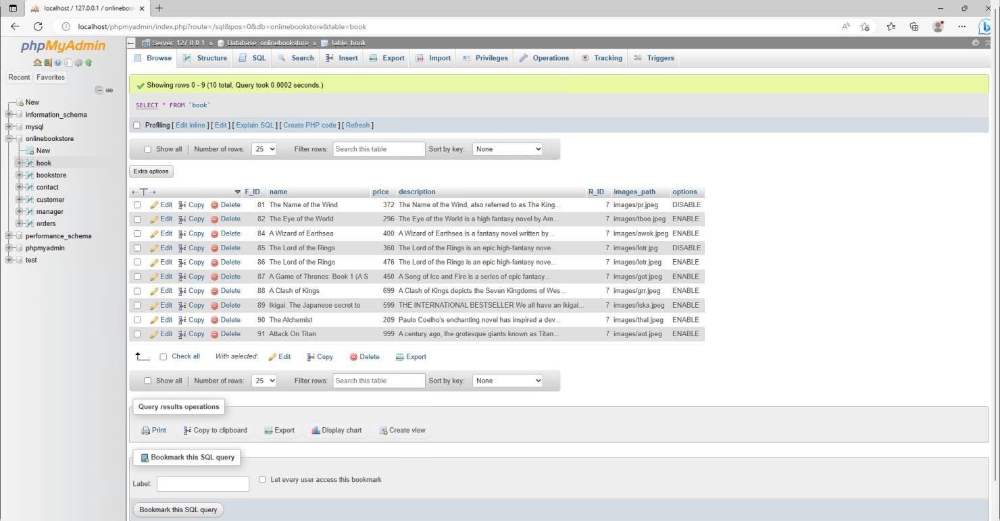 localhost / 127.0.0.1 / onlinebook
localhost/phpmyadmin/index.php?route=/sql&pos=0&db=onlinebookstore&table=book
phpMyAdmin
Recent Favorites
New
information_schema
mysql
onlinebookstore
New
book
bookstore
contact
customer
manager
orders
performance_schema
phpmyadmin
test
Server: 127.0.0.1 » Database: onlinebookstore » Table: book
Browse Structure SQL Search Insert Export Import Privileges Operations Tracking Triggers
Showing rows 0 - 9 (10 total, Query took 0.0002 seconds.)
SELECT * FROM `book`
Profiling [ Edit inline ] [ Edit ] [ Explain SQL ] [ Create PHP code ] [ Refresh ]
Show all Number of rows: 25 Filter rows: Search this table Sort by key: None
Extra options
←T→ F_ID name price description R_ID images_path options
Edit Copy Delete 81 The Name of the Wind 372 The Name of the Wind, also referred to as The King... 7 images/pr.jpeg DISABLE
Edit Copy Delete 82 The Eye of the World 296 The Eye of the World is a high fantasy novel by Am... 7 images/tboo.jpeg ENABLE
Edit Copy Delete 84 A Wizard of Earthsea 400 A Wizard of Earthsea is a fantasy novel written by... 7 images/awok.jpeg ENABLE
Edit Copy Delete 85 The Lord of the Rings 360 The Lord of the Rings is an epic high-fantasy nove... 7 images/lotr.jpg DISABLE
Edit Copy Delete 86 The Lord of the Rings 476 The Lord of the Rings is an epic high-fantasy nove... 7 images/lotr.jpeg ENABLE
Edit Copy Delete 87 A Game of Thrones: Book 1 (A S 450 A Song of Ice and Fire is a series of epic fantasy... 7 images/got.jpeg ENABLE
Edit Copy Delete 88 A Clash of Kings 699 A Clash of Kings depicts the Seven Kingdoms of Wes... 7 images/grr.jpeg ENABLE
Edit Copy Delete 89 Ikigai: The Japanese secret to 599 THE INTERNATIONAL BESTSELLER We all have an ikigai... 7 images/iska.jpeg ENABLE
Edit Copy Delete 90 The Alchemist 209 Paulo Coelho's enchanting novel has inspired a dev... 7 images/thal.jpeg ENABLE
Edit Copy Delete 91 Attack On Titan 999 A century ago, the grotesque giants known as Titan... 7 images/aot.jpeg ENABLE
Check all With selected: Edit Copy Delete Export
Show all Number of rows: 25 Filter rows: Search this table Sort by key: None
Query results operations
Print Copy to clipboard Export Display chart Create view
Bookmark this SQL query
Label: Let every user access this bookmark
Bookmark this SQL query